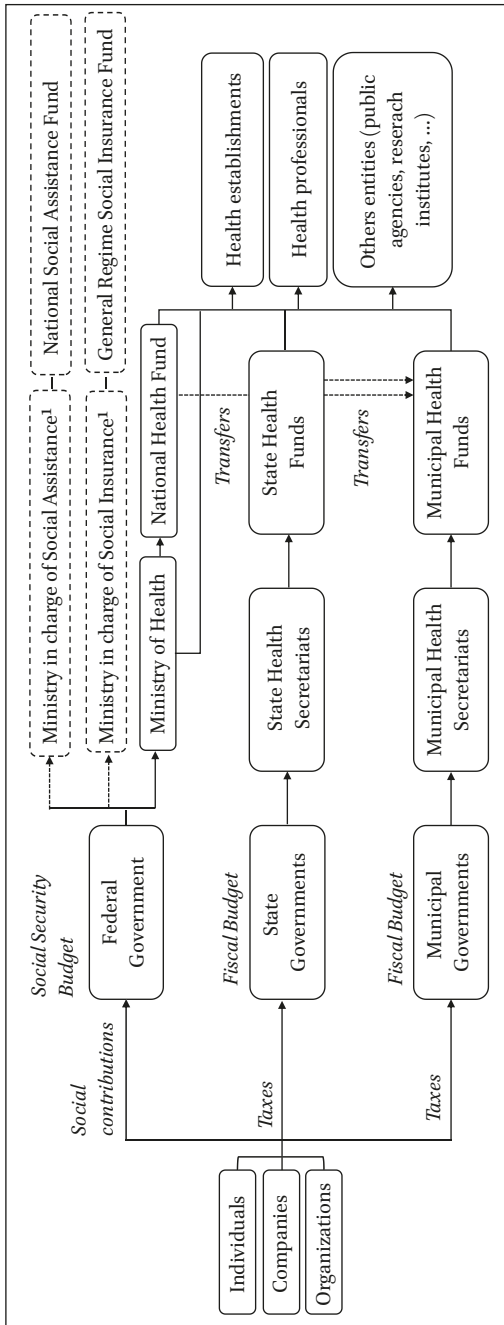 Individuals
Companies
Organizations
Social
contributions
Taxes
Taxes
Social Security
Budget
Federal
Government
Fiscal Budget
State
Governments
Fiscal Budget
Municipal
Governments
Ministry in charge of Social Assistance¹
National Social Assistance Fund
Ministry in charge of Social Insurance¹
General Regime Social Insurance Fund
Ministry of Health
National Health Fund
State Health
Secretariats
Transfers
State Health
Funds
Municipal Health
Secretariats
Transfers
Municipal Health
Funds
Health establishments
Health professionals
Others entities (public
agencies, reserach
institutes, ...)